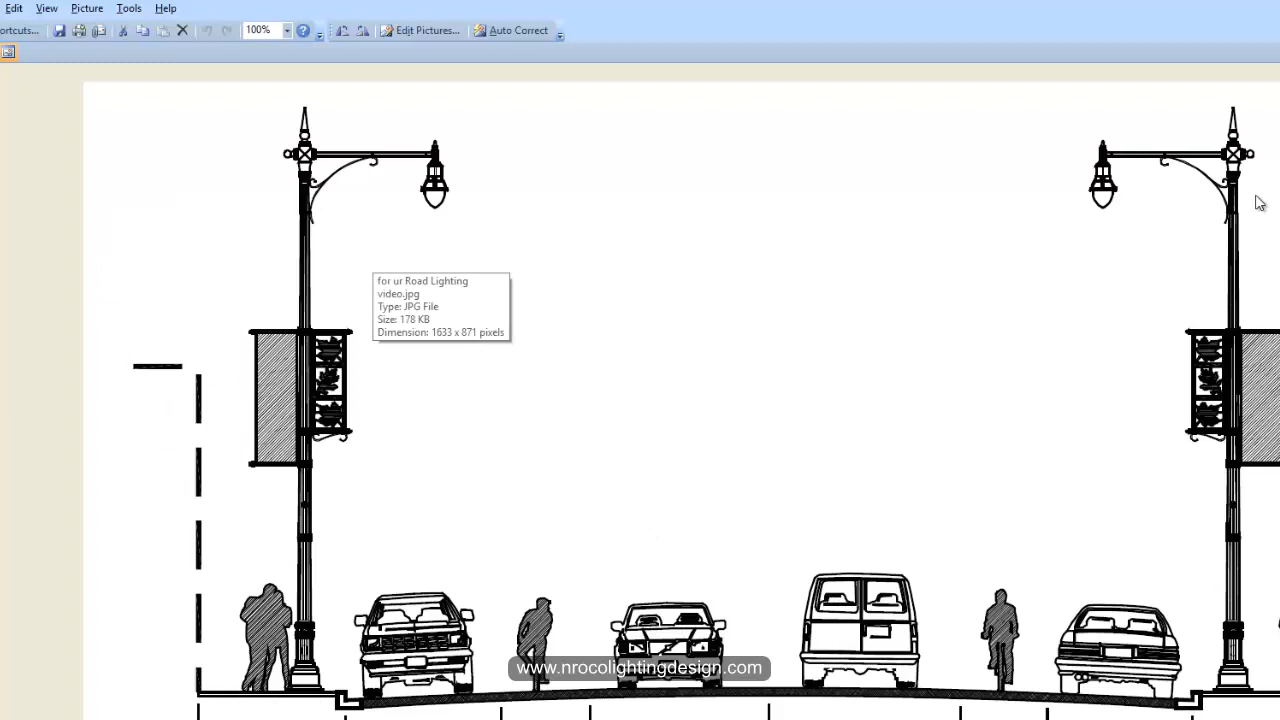 Edit View Picture Tools Help
ortcuts... 100% Edit Pictures... Auto Correct
for ur Road Lighting
video.jpg
Type: JPG File
Size: 178 KB
Dimension: 1633 x 871 pixels
www.nrocolightingdesign.com